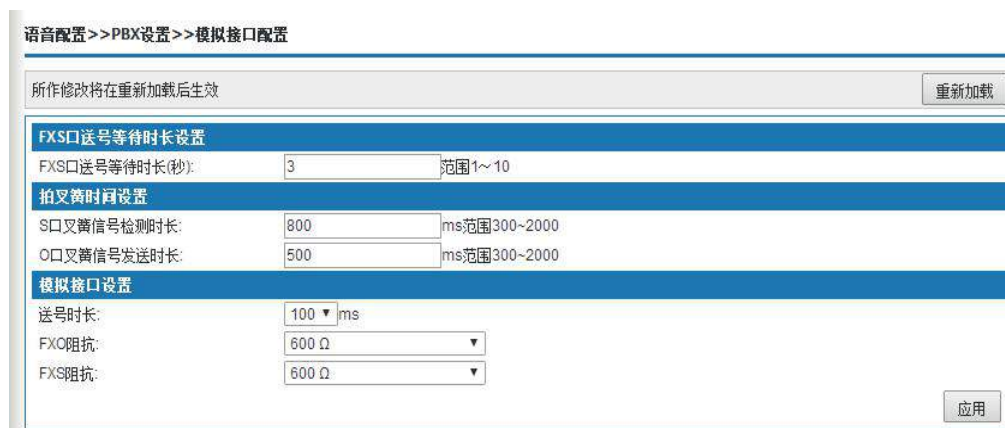 语音配置>>PBX设置>>模拟接口配置
所作修改将在重新加载后生效 重新加载
FXS口送号等待时长设置
FXS口送号等待时长(秒): 3 范围1～10
拍叉簧时间设置
S口叉簧信号检测时长: 800 ms范围300~2000
O口叉簧信号发送时长: 500 ms范围300~2000
模拟接口设置
送号时长: 100 ms
FXO阻抗: 600 Ω
FXS阻抗: 600 Ω
应用